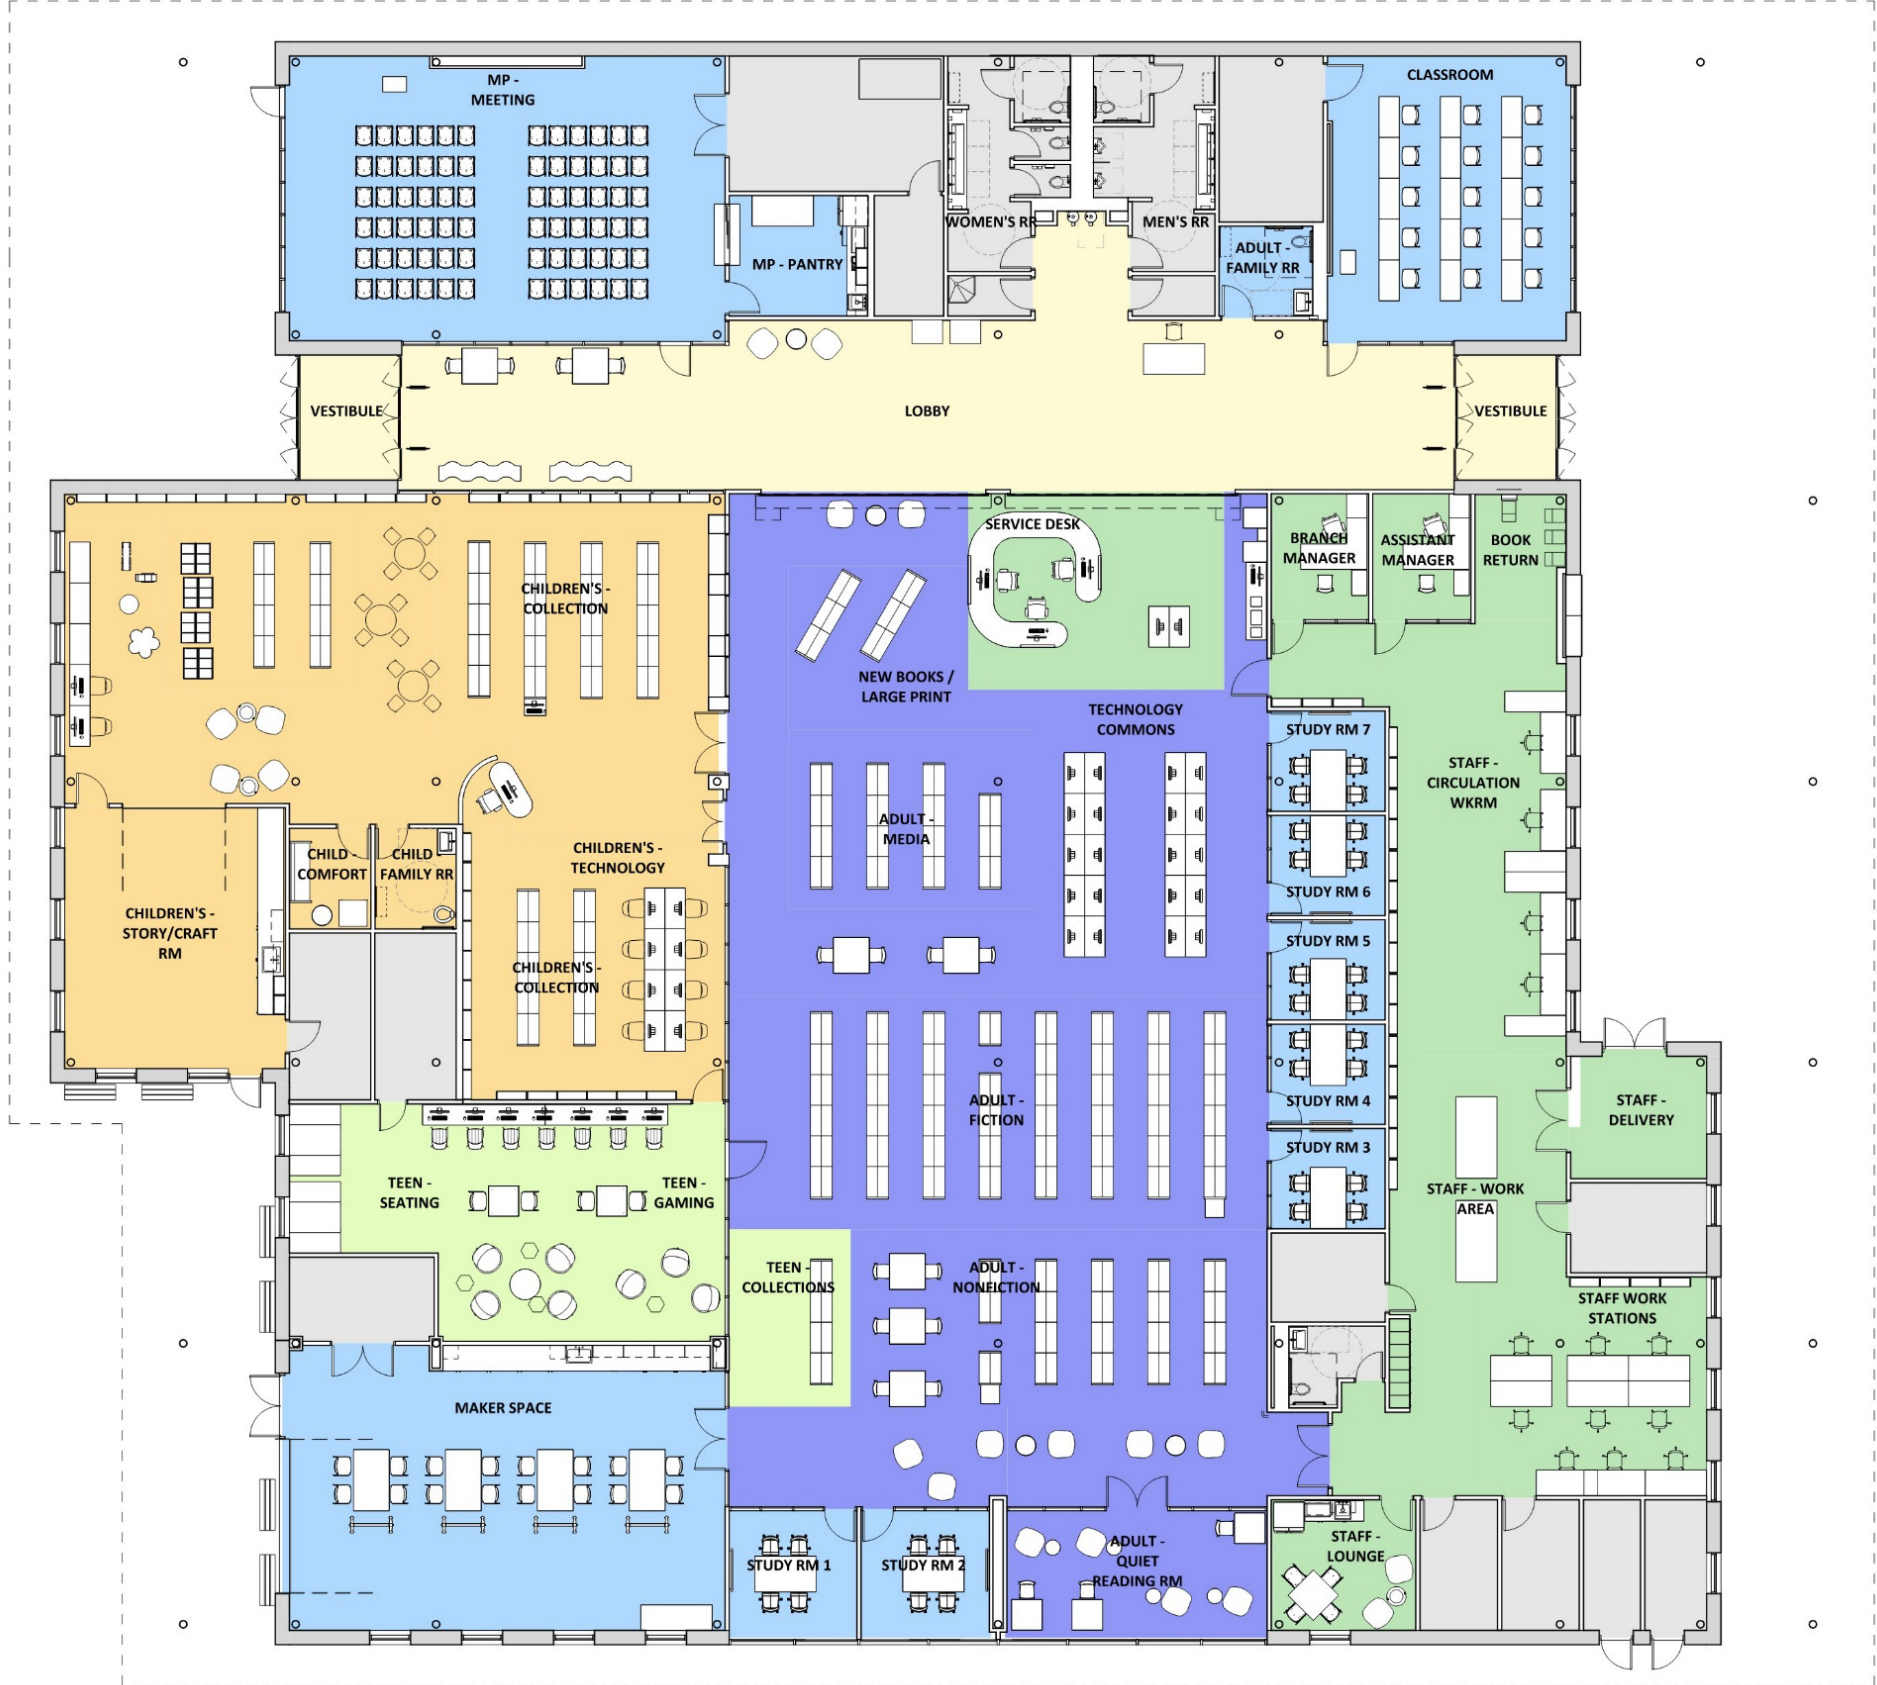 MP -
MEETING
CLASSROOM
WOMEN'S RR
MEN'S RR
ADULT -
FAMILY RR
MP - PANTRY
VESTIBULE
LOBBY
VESTIBULE
SERVICE DESK
BRANCH
MANAGER
ASSISTANT
MANAGER
BOOK
RETURN
CHILDREN'S -
COLLECTION
NEW BOOKS /
LARGE PRINT
TECHNOLOGY
COMMONS
STUDY RM 7
STAFF -
CIRCULATION
WKRM
ADULT -
MEDIA
CHILDREN'S -
TECHNOLOGY
CHILD -
COMFORT
CHILD -
FAMILY RR
STUDY RM 6
CHILDREN'S -
STORY/CRAFT
RM
STUDY RM 5
CHILDREN'S -
COLLECTION
STUDY RM 4
ADULT -
FICTION
STAFF -
DELIVERY
STUDY RM 3
TEEN -
SEATING
TEEN -
GAMING
STAFF - WORK
AREA
TEEN -
COLLECTIONS
ADULT -
NONFICTION
STAFF WORK
STATIONS
MAKER SPACE
STUDY RM 1
STUDY RM 2
ADULT -
QUIET
READING RM
STAFF -
LOUNGE